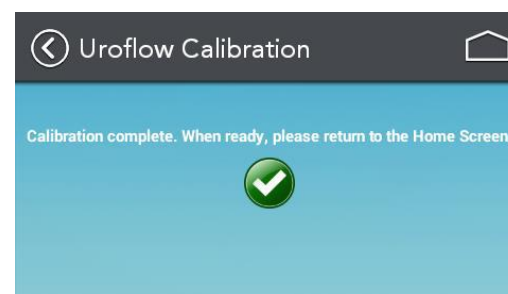 Uroflow Calibration
Calibration complete. When ready, please return to the Home Screen